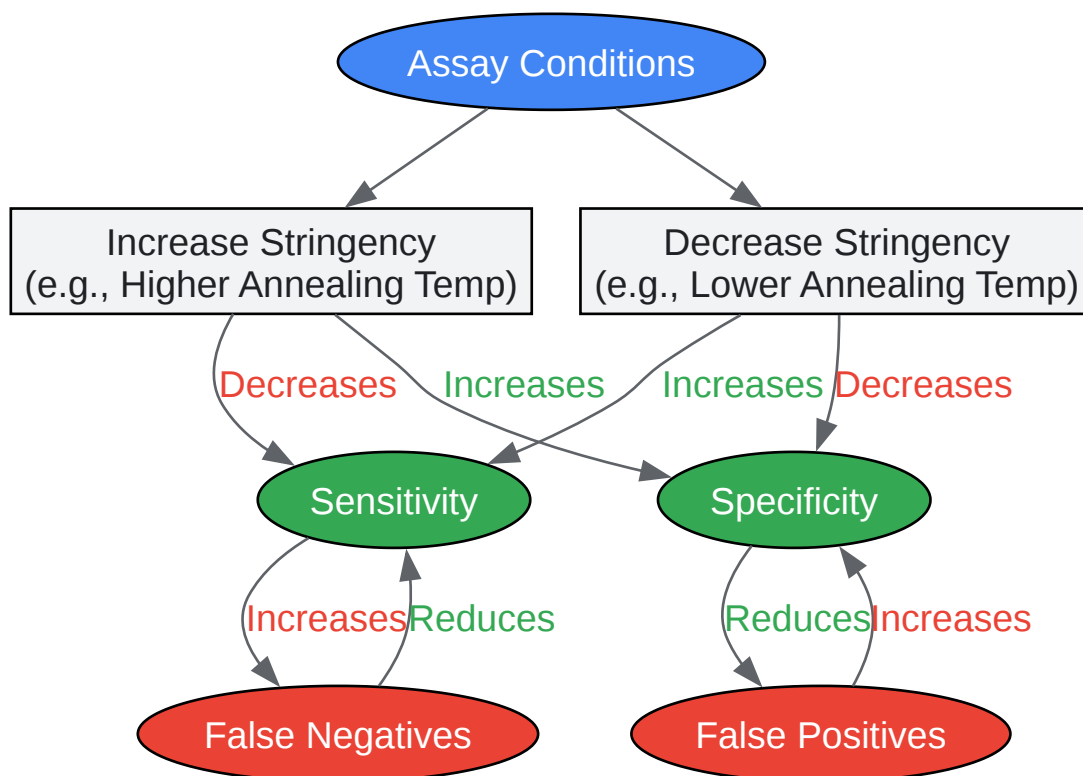 Assay Conditions
Increase Stringency
(e.g., Higher Annealing Temp)
Decrease Stringency
(e.g., Lower Annealing Temp)
Decreases
Increases
Increases
Decreases
Sensitivity
Specificity
Increases
Reduces
Reduces
Increases
False Negatives
False Positives